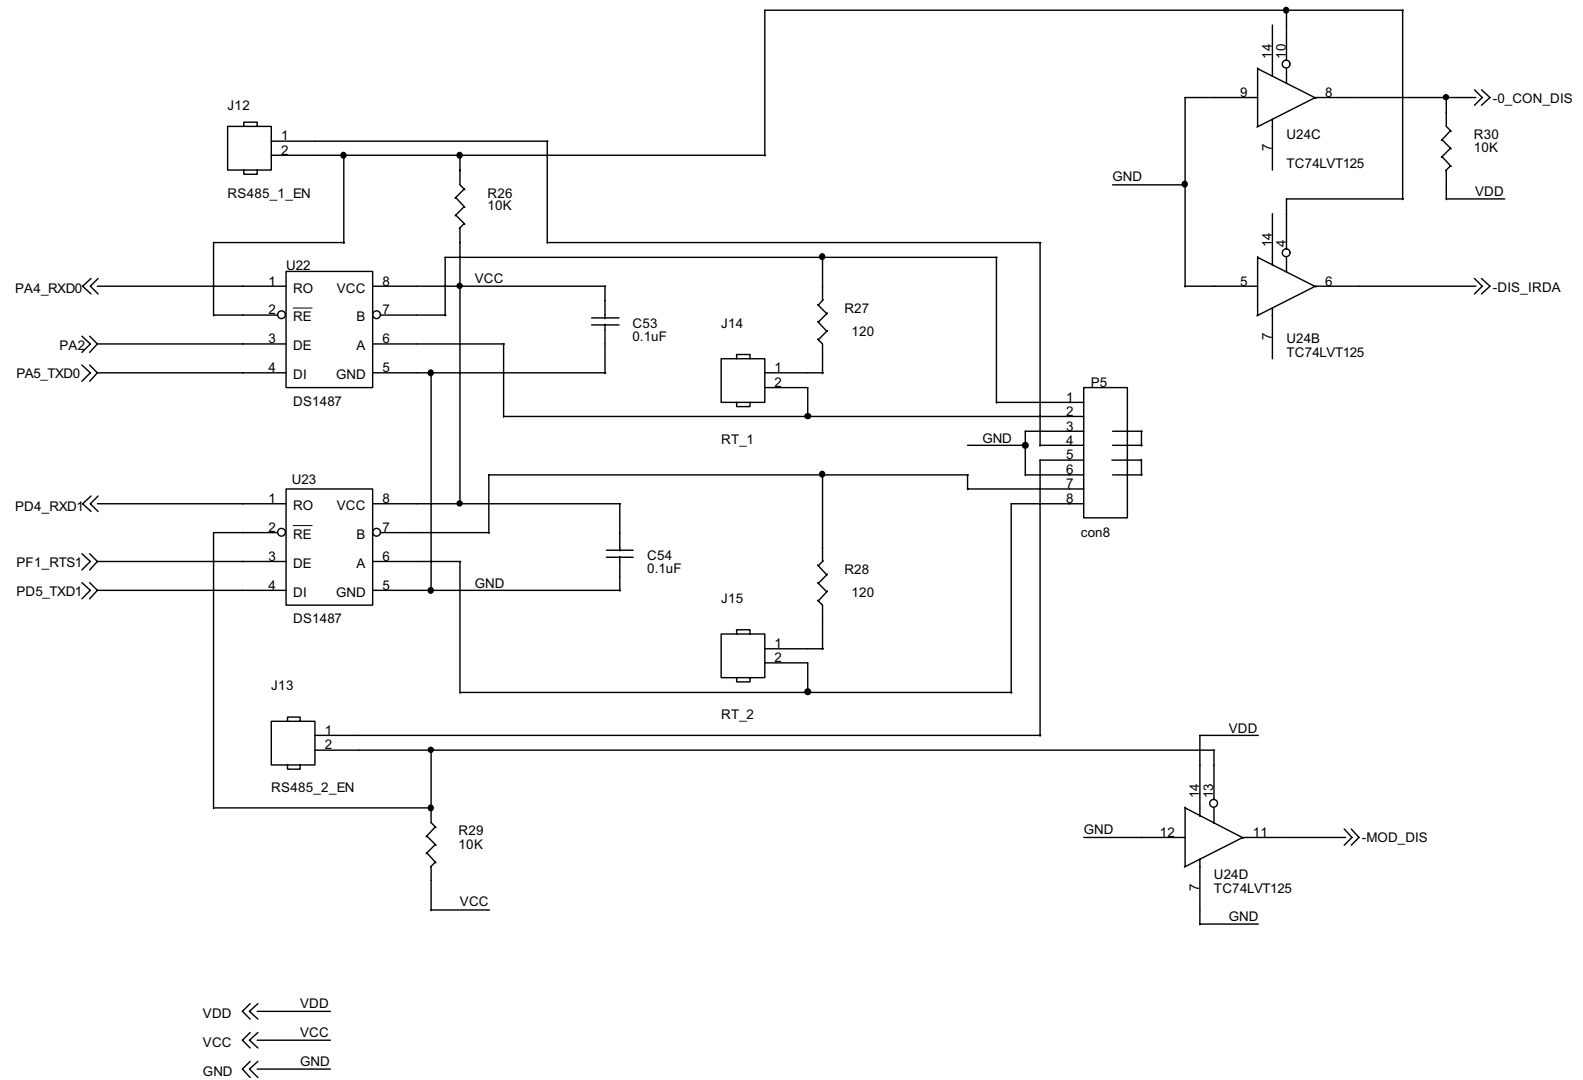 14
10
9
8
-0_CON_DIS
U24C
7
TC74LVT125
R30
10K
VDD
GND
J12
1
2
RS485_1_EN
R26
10K
14
4
5
6
-DIS_IRDA
U24B
7
TC74LVT125
U22
PA4_RXD0
1
RO
VCC
8
VCC
2
RE
B
7
PA2
3
DE
A
6
PA5_TXD0
4
DI
GND
5
DS1487
C53
0.1uF
R27
120
J14
1
2
RT_1
P5
1
2
3
4
5
6
7
8
GND
con8
U23
PD4_RXD1
1
RO
VCC
8
2
RE
B
7
PF1_RTS1
3
DE
A
6
PD5_TXD1
4
DI
GND
5
GND
DS1487
C54
0.1uF
R28
120
J15
1
2
RT_2
J13
1
2
RS485_2_EN
R29
10K
VCC
VDD
14
13
GND
12
11
-MOD_DIS
U24D
7
TC74LVT125
GND
VDD
VDD
VCC
VCC
GND
GND